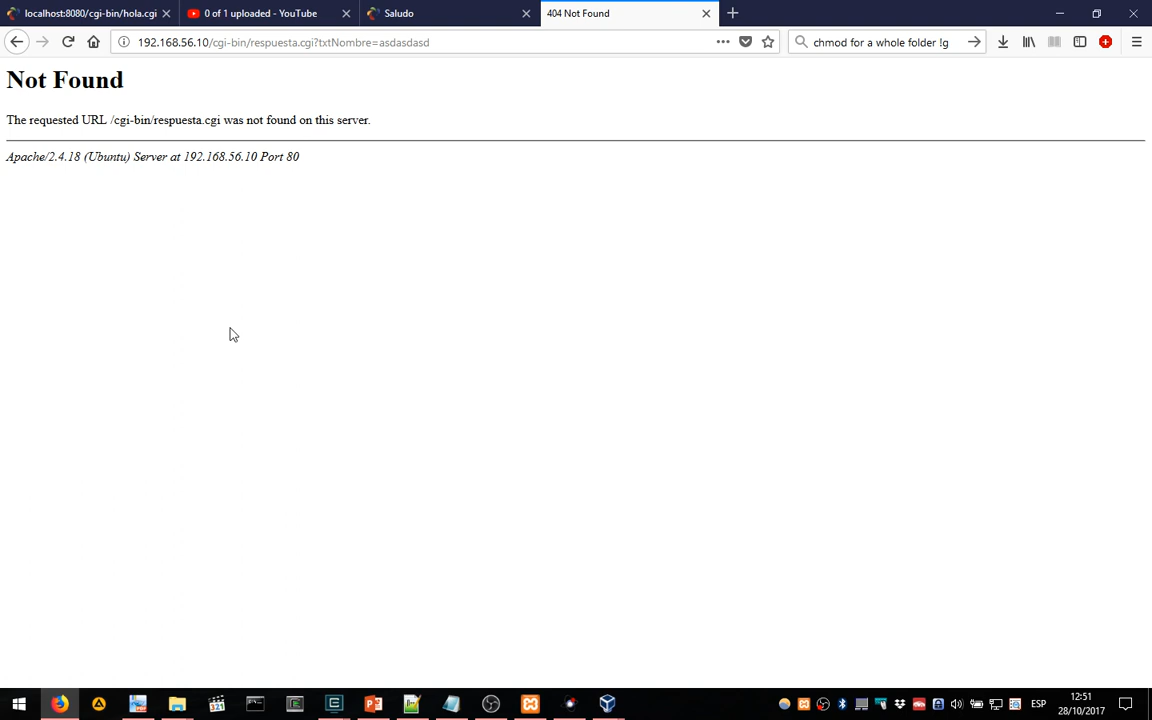 localhost:8080/cgi-bin/hola.cgi
0 of 1 uploaded - YouTube
Saludo
404 Not Found
192.168.56.10/cgi-bin/respuesta.cgi?txtNombre=asdasdasd
chmod for a whole folder !g
Not Found
The requested URL /cgi-bin/respuesta.cgi was not found on this server.
Apache/2.4.18 (Ubuntu) Server at 192.168.56.10 Port 80
ESP
12:51
28/10/2017